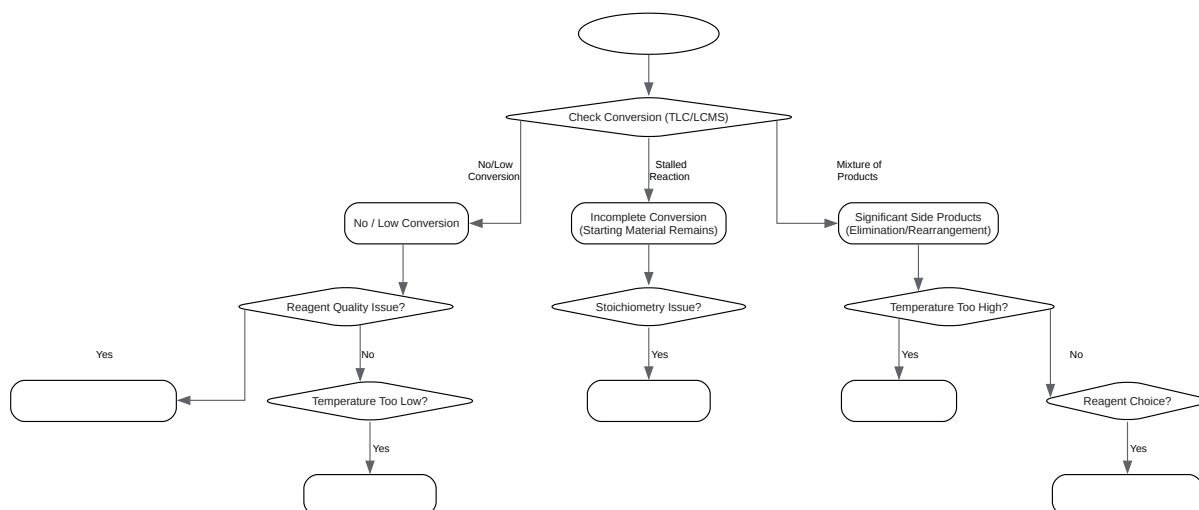 Check Conversion (TLC/LCMS)
No/Low
Conversion
Stalled
Reaction
Mixture of
Products
No / Low Conversion
Incomplete Conversion
(Starting Material Remains)
Significant Side Products
(Elimination/Rearrangement)
Reagent Quality Issue?
Stoichiometry Issue?
Temperature Too High?
Yes
No
Yes
Yes
No
Temperature Too Low?
Reagent Choice?
Yes
Yes